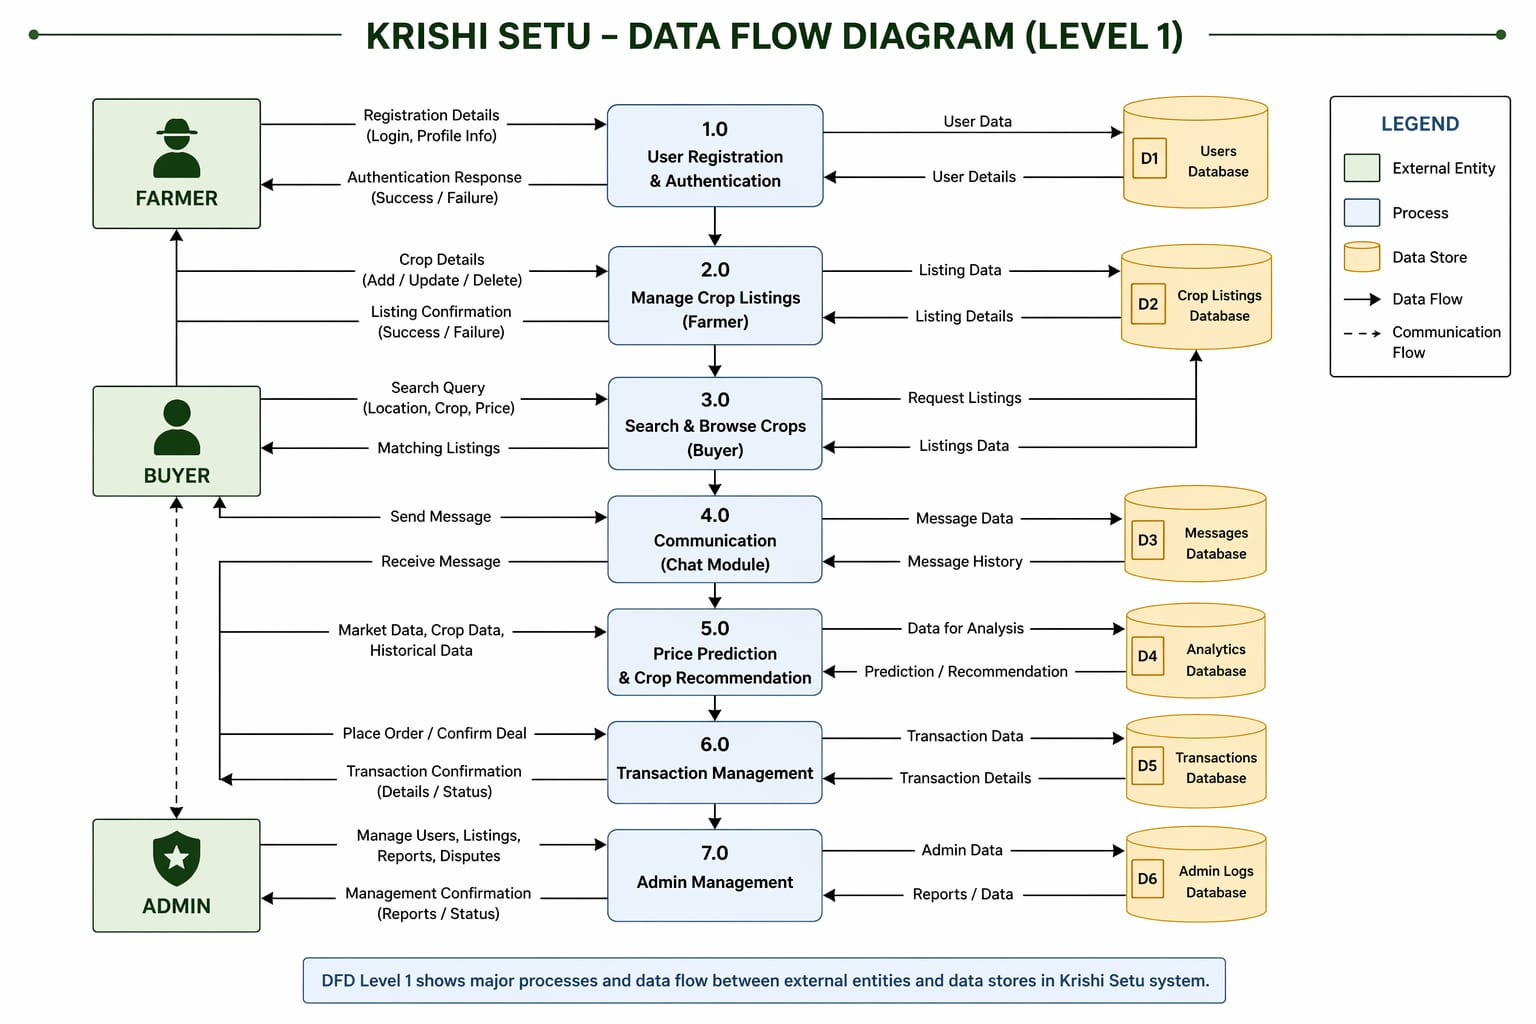 KRISHI SETU – DATA FLOW DIAGRAM (LEVEL 1)
FARMER
Registration Details
(Login, Profile Info)
Authentication Response
(Success / Failure)
1.0
User Registration
& Authentication
User Data
User Details
D1
Users
Database
LEGEND
External Entity
Process
Data Store
Data Flow
Communication
Flow
Crop Details
(Add / Update / Delete)
Listing Confirmation
(Success / Failure)
2.0
Manage Crop Listings
(Farmer)
Listing Data
Listing Details
D2
Crop Listings
Database
BUYER
Search Query
(Location, Crop, Price)
Matching Listings
3.0
Search & Browse Crops
(Buyer)
Request Listings
Listings Data
Send Message
Receive Message
4.0
Communication
(Chat Module)
Message Data
Message History
D3
Messages
Database
Market Data, Crop Data,
Historical Data
5.0
Price Prediction
& Crop Recommendation
Data for Analysis
Prediction / Recommendation
D4
Analytics
Database
Place Order / Confirm Deal
Transaction Confirmation
(Details / Status)
6.0
Transaction Management
Transaction Data
Transaction Details
D5
Transactions
Database
ADMIN
Manage Users, Listings,
Reports, Disputes
Management Confirmation
(Reports / Status)
7.0
Admin Management
Admin Data
Reports / Data
D6
Admin Logs
Database
DFD Level 1 shows major processes and data flow between external entities and data stores in Krishi Setu system.